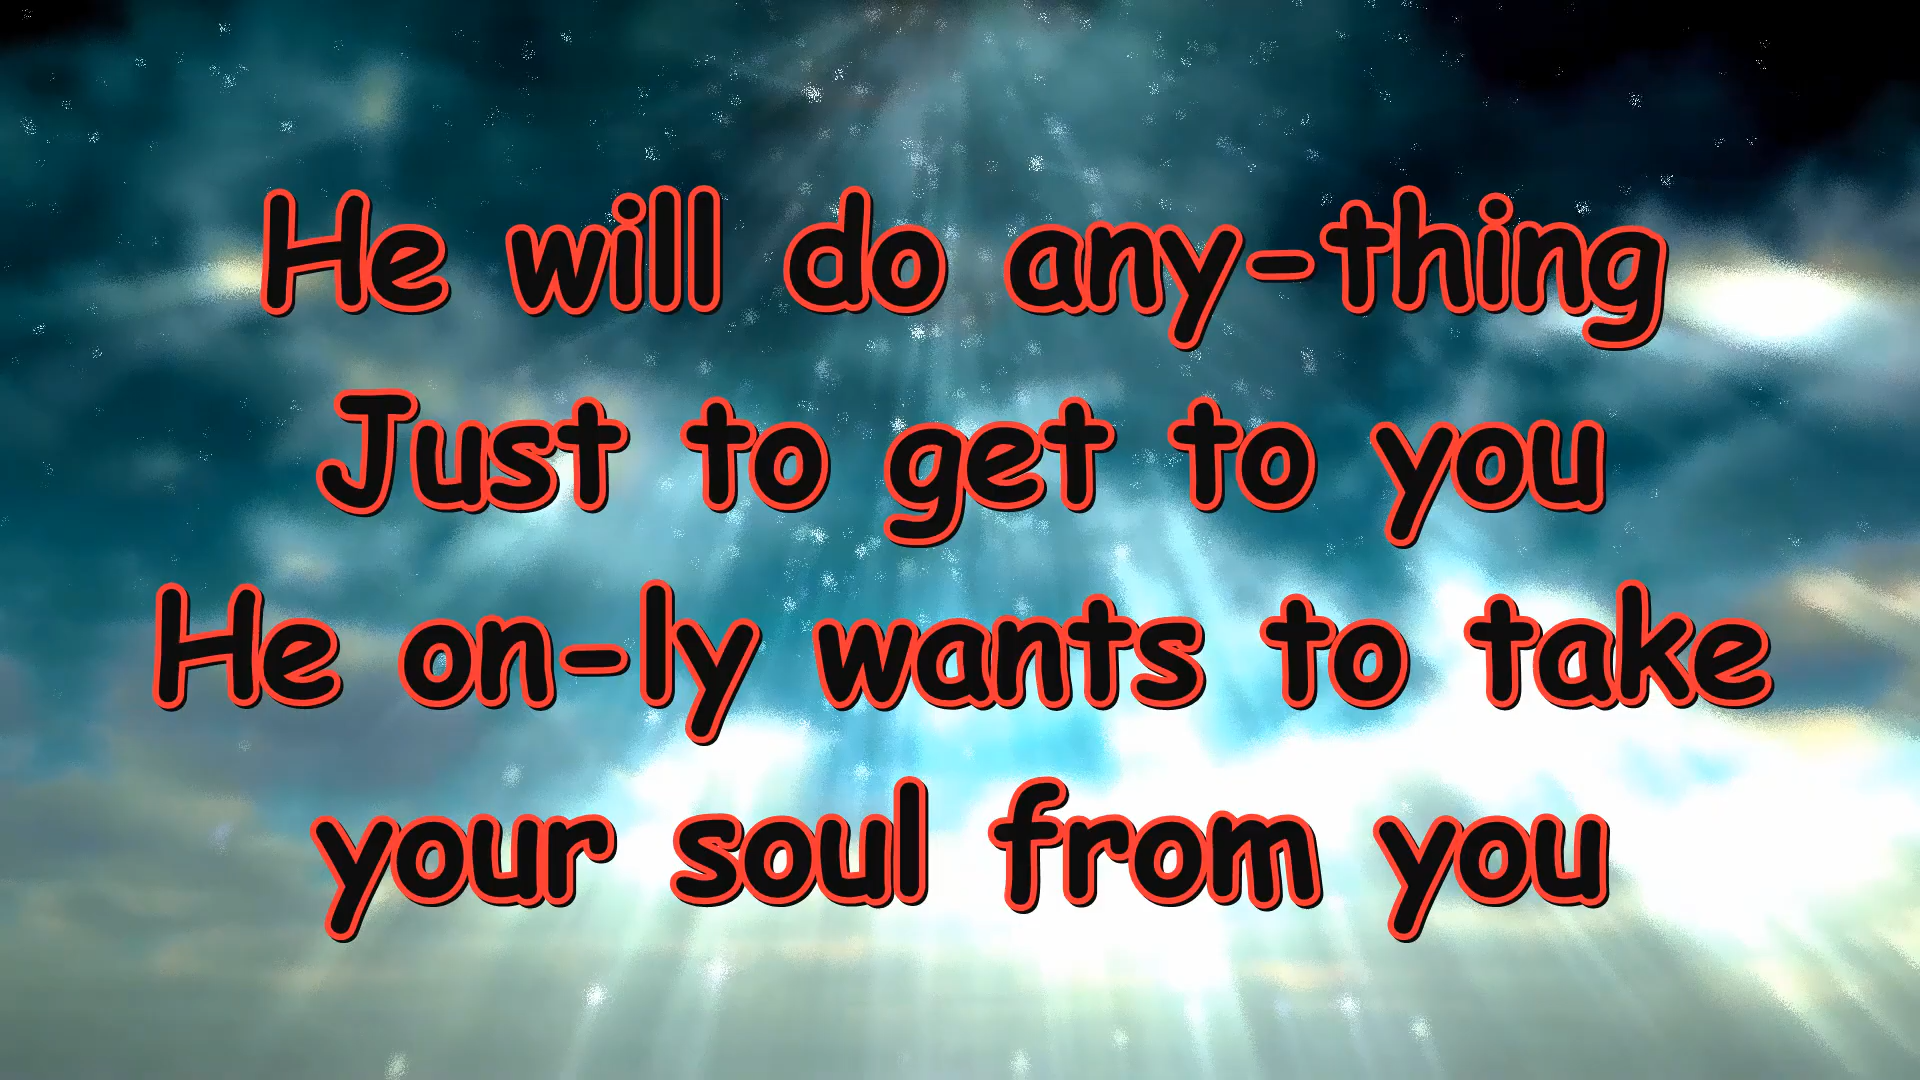 He will do any-thing
Just to get to you
He on-ly wants to take
your soul from you